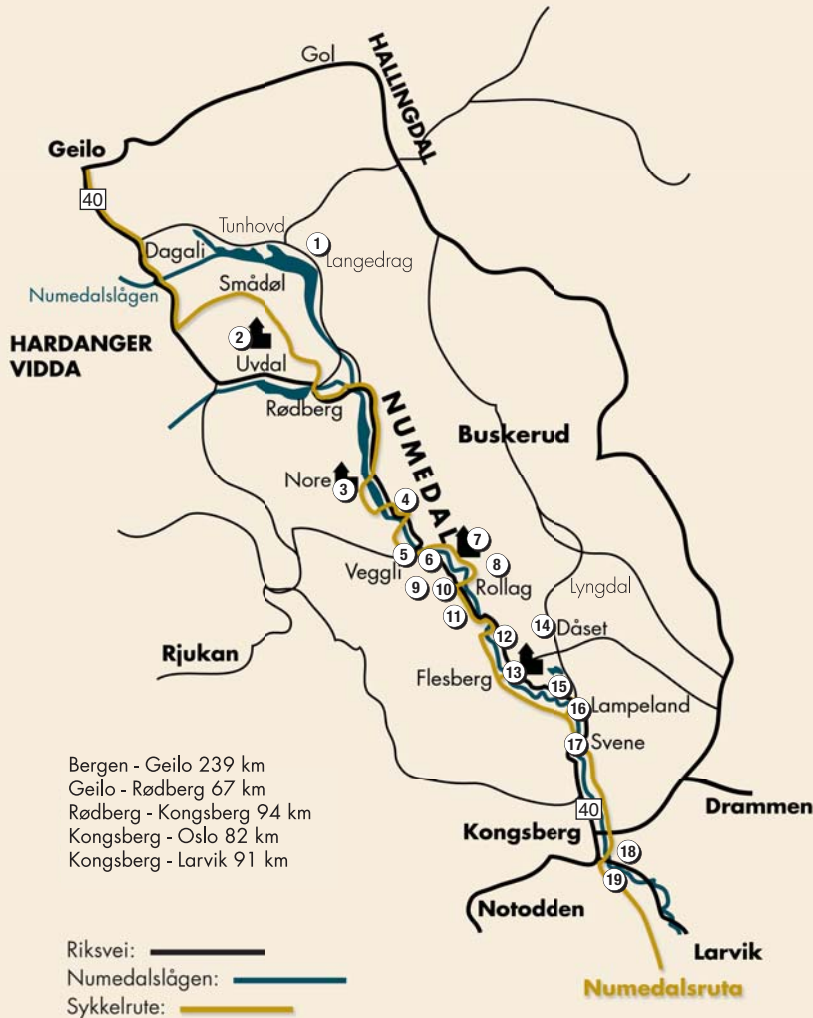 Gol
HALLINGDAL
Geilo
40
Tunhovd
1
Langedrag
Dagali
Smådøl
Numedalslågen
2
HARDANGER
VIDDA
Uvdal
Rødberg
NUMEDAL
Buskerud
Nore
3
4
7
5
6
8
Veggli
9
10
Rollag
Lyngdal
11
12
14
Dåset
Rjukan
Flesberg
13
15
16
Lampeland
17
Svene
Bergen - Geilo 239 km
Geilo - Rødberg 67 km
Rødberg - Kongsberg 94 km
Kongsberg - Oslo 82 km
Kongsberg - Larvik 91 km
40
Drammen
Kongsberg
18
19
Notodden
Larvik
Riksvei:
Numedalslågen:
Sykkelrute:
Numedalsruta